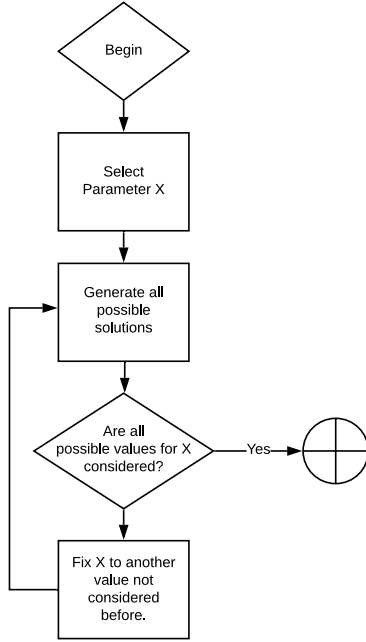 Begin
Select
Parameter X
Generate all
possible
solutions
Are all
possible values for X
considered?
Yes
Fix X to another
value not
considered
before.